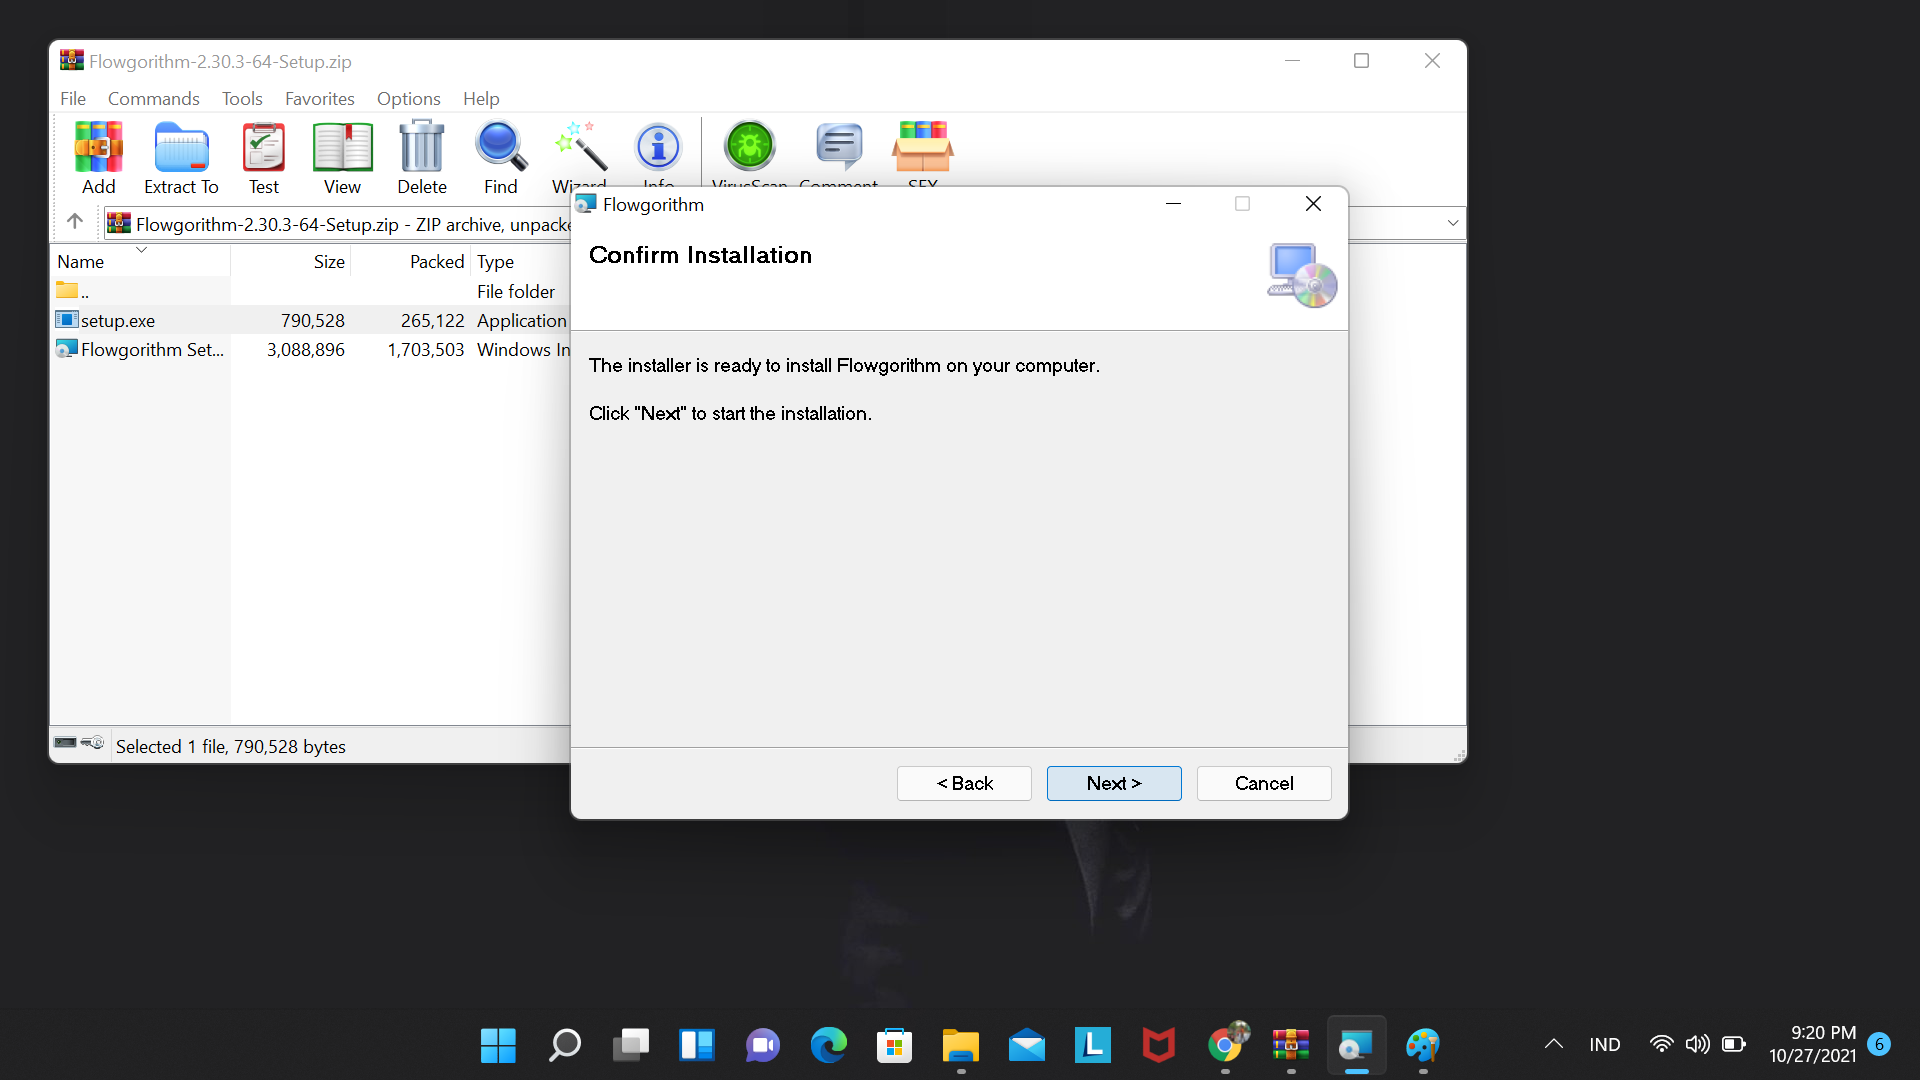 Flowgorithm-2.30.3-64-Setup.zip
File Commands Tools Favorites Options Help
Add Extract To Test View Delete Find Wizard Info VirusScan Comment SFX
Flowgorithm-2.30.3-64-Setup.zip - ZIP archive, unpacke
Name Size Packed Type
.. File folder
setup.exe 790,528 265,122 Application
Flowgorithm Set... 3,088,896 1,703,503 Windows In
Selected 1 file, 790,528 bytes
Flowgorithm
Confirm Installation
The installer is ready to install Flowgorithm on your computer.
Click "Next" to start the installation.
< Back Next > Cancel
L
IND
9:20 PM
10/27/2021
6